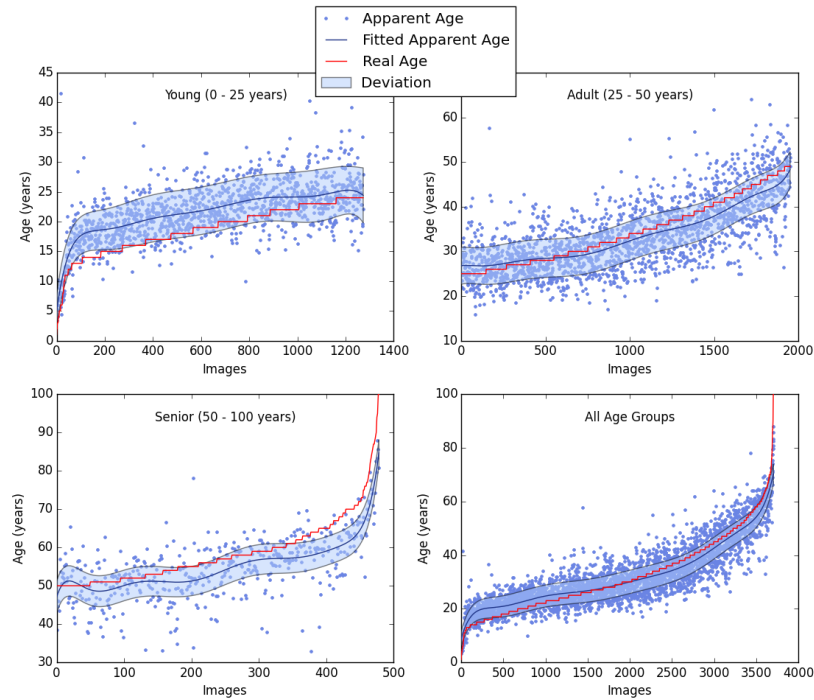 Apparent Age
Fitted Apparent Age
Real Age
Deviation
Young (0 - 25 years)
Age (years)
45
40
35
30
25
20
15
10
5
0
0 200 400 600 800 1000 1200 1400
Images
Adult (25 - 50 years)
Age (years)
60
50
40
30
20
10
0 500 1000 1500 2000
Images
Senior (50 - 100 years)
Age (years)
100
90
80
70
60
50
40
30
0 100 200 300 400 500
Images
All Age Groups
Age (years)
100
80
60
40
20
0
0 500 1000 1500 2000 2500 3000 3500 4000
Images